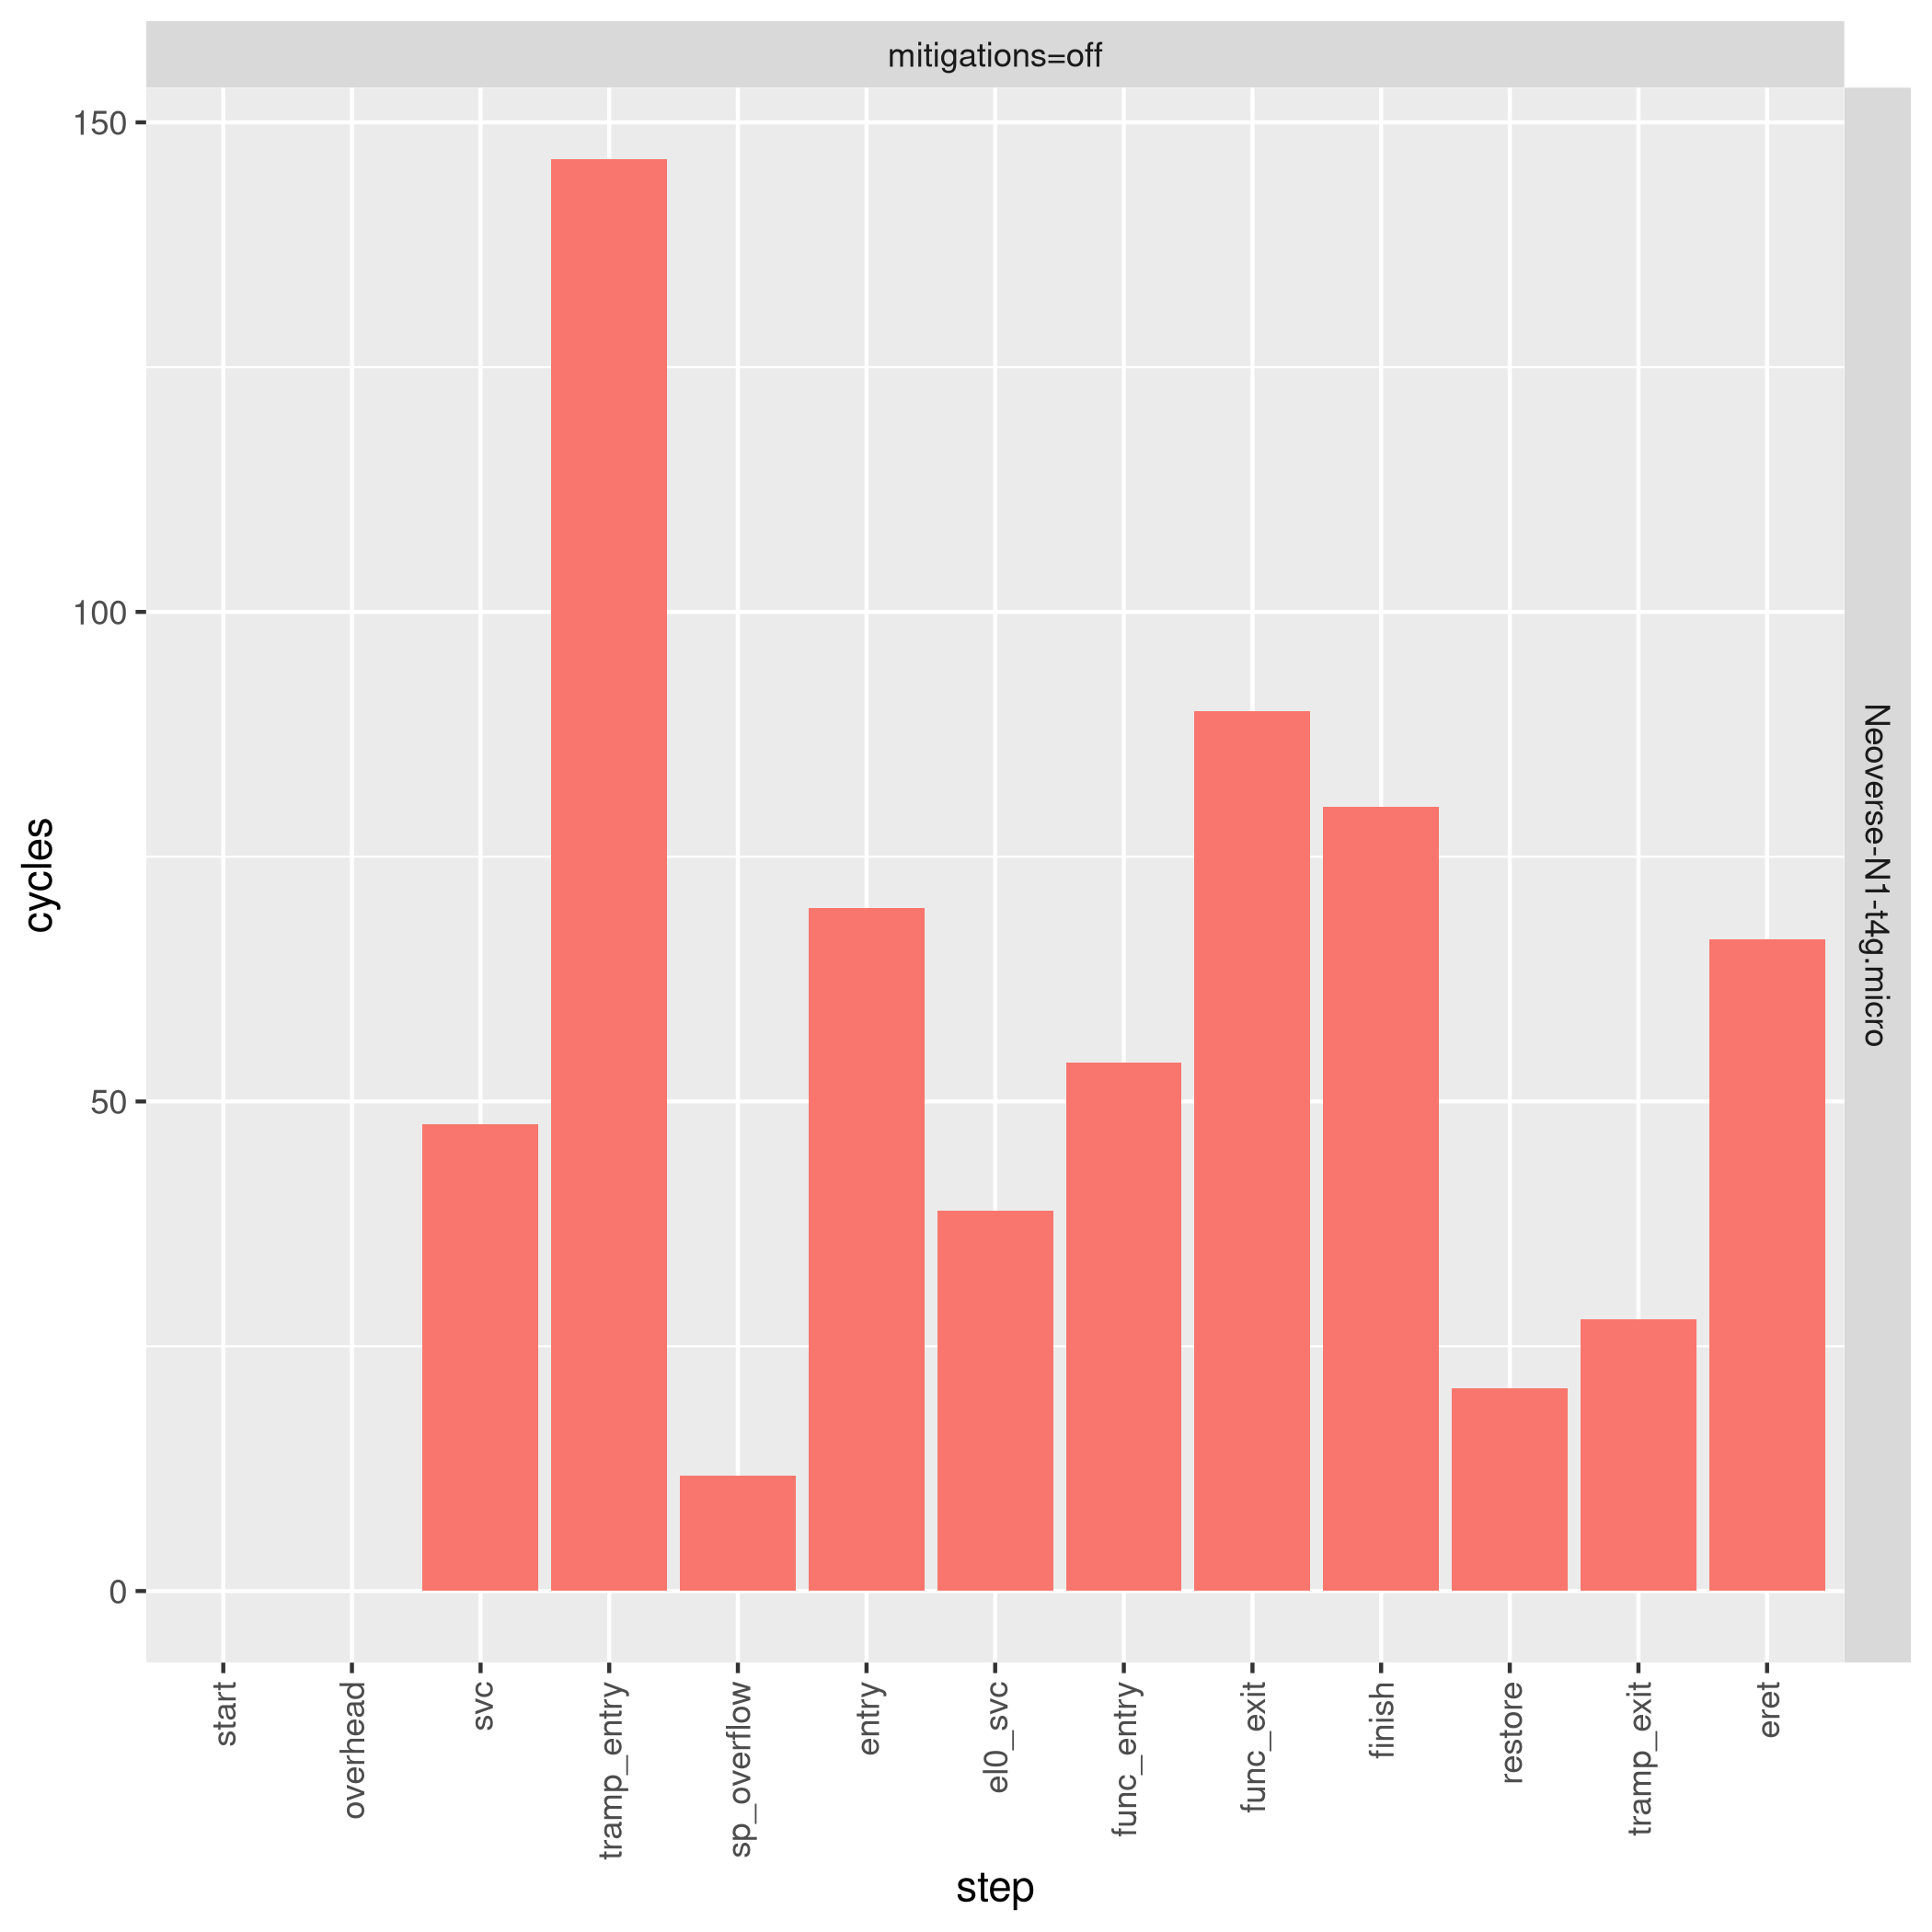 mitigations=off
150
100
50
0
cycles
Neoverse-N1-t4g.micro
start
overhead
svc
tramp_entry
sp_overflow
entry
el0_svc
func_entry
func_exit
finish
restore
tramp_exit
eret
step